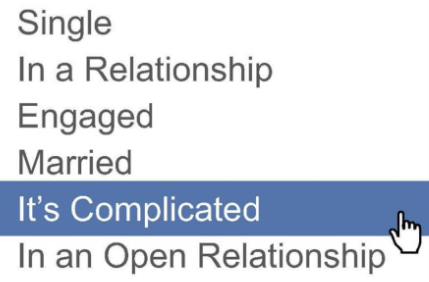 Single
In a Relationship
Engaged
Married
It’s Complicated
In an Open Relationship